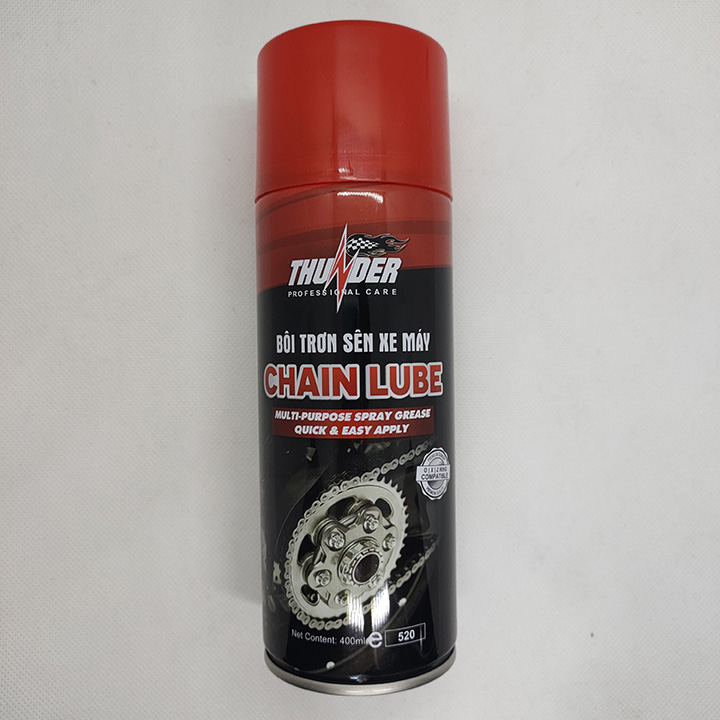 THUNDER
PROFESSIONAL CARE
BÔI TRƠN SÊN XE MÁY
CHAIN LUBE
MULTI-PURPOSE SPRAY GREASE
QUICK & EASY APPLY
O | X | Z RING
COMPATIBLE
Net Content: 400ml e 520